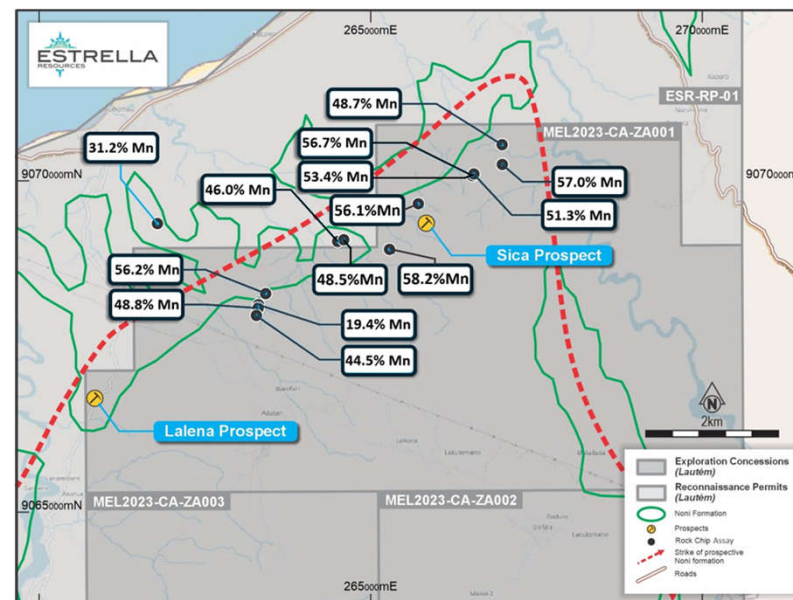 ESTRELLA
RESOURCES
265000mE
270000mE
ESR-RP-01
48.7% Mn
MEL2023-CA-ZA001
31.2% Mn
56.7% Mn
9070000mN
9070000mN
46.0% Mn
53.4% Mn
57.0% Mn
56.1%Mn
51.3% Mn
Sica Prospect
56.2% Mn
48.5%Mn
58.2%Mn
48.8% Mn
19.4% Mn
44.5% Mn
N
2km
Lalena Prospect
Exploration Concessions
(Lautém)
Reconnaissance Permits
(Lautém)
Noni Formation
Prospects
Rock Chip Assay
Strike of prospective
Noni formation
Roads
MEL2023-CA-ZA003
MEL2023-CA-ZA002
9065000mN
265000mE